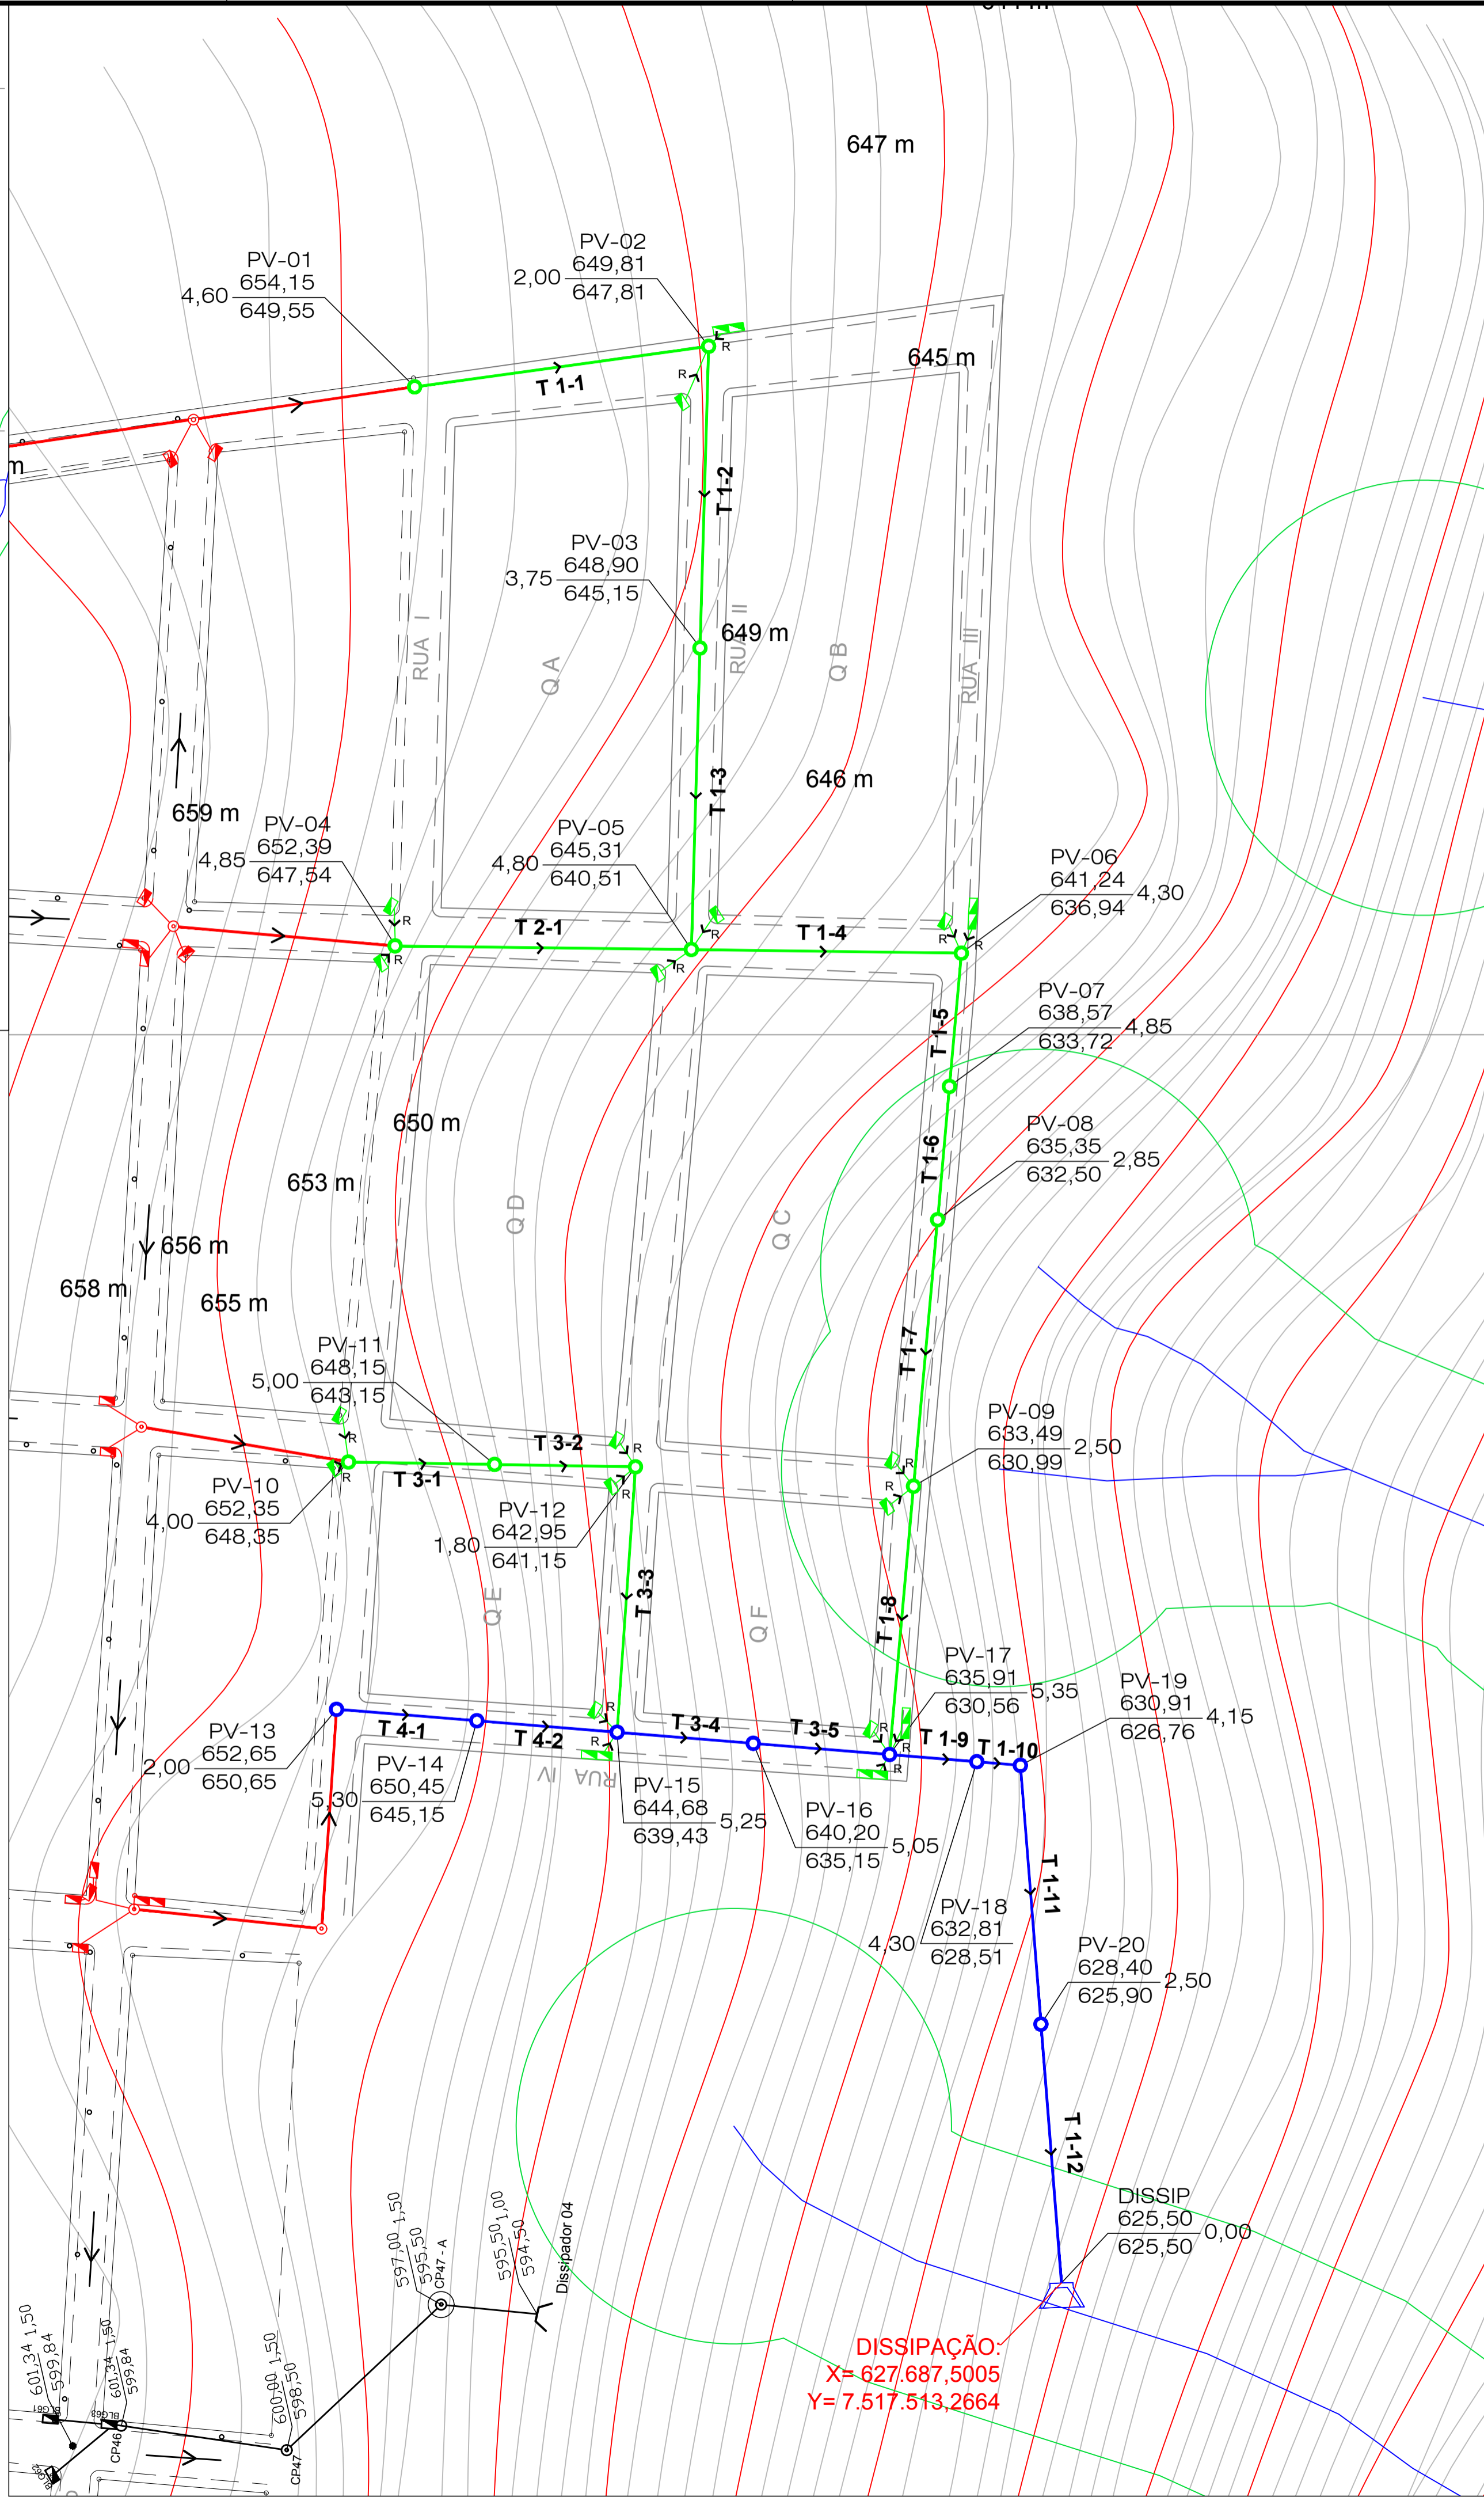 647 m
PV-01
654,15
4,60
649,55
PV-02
649,81
2,00
647,81
R
R
645 m
T 1-1
m
T 1-2
PV-03
648,90
3,75
645,15
649 m
RUA I
Q A
RUA II
Q B
RUA III
T 1-3
646 m
659 m
PV-04
652,39
4,85
647,54
PV-05
645,31
4,80
640,51
PV-06
641,24
4,30
636,94
R
R
T 2-1
R
R
T 1-4
R
R
PV-07
638,57
4,85
633,72
T 1-5
650 m
PV-08
635,35
2,85
632,50
T 1-6
653 m
Q D
Q C
656 m
658 m
655 m
PV-11
648,15
5,00
643,15
T 1-7
PV-09
633,49
2,50
630,99
R
R
T 3-1
T 3-2
R
R
R
R
PV-10
652,35
4,00
648,35
PV-12
642,95
1,80
641,15
T 3-3
Q E
Q F
T 1-8
PV-17
635,91
5,35
630,56
PV-19
630,91
4,15
626,76
PV-13
652,65
2,00
650,65
T 4-1
T 4-2
R
R
T 3-4
T 3-5
R
R
R
T 1-9
T 1-10
PV-14
650,45
5,30
645,15
RUA IV
PV-15
644,68
5,25
639,43
PV-16
640,20
5,05
635,15
T 1-11
PV-18
632,81
4,30
628,51
PV-20
628,40
2,50
625,90
T 1-12
DISSIP
625,50
0,00
625,50
597,00 1,50
595,50
CP47 - A
595,50 1,00
594,50
Dissipador 04
DISSIPAÇÃO:
X= 627.687,5005
Y= 7.517.513,2664
601,34 1,50
599,84
BLG61
601,34 1,50
599,84
BLG63
CP46
600,00 1,50
598,50
CP47